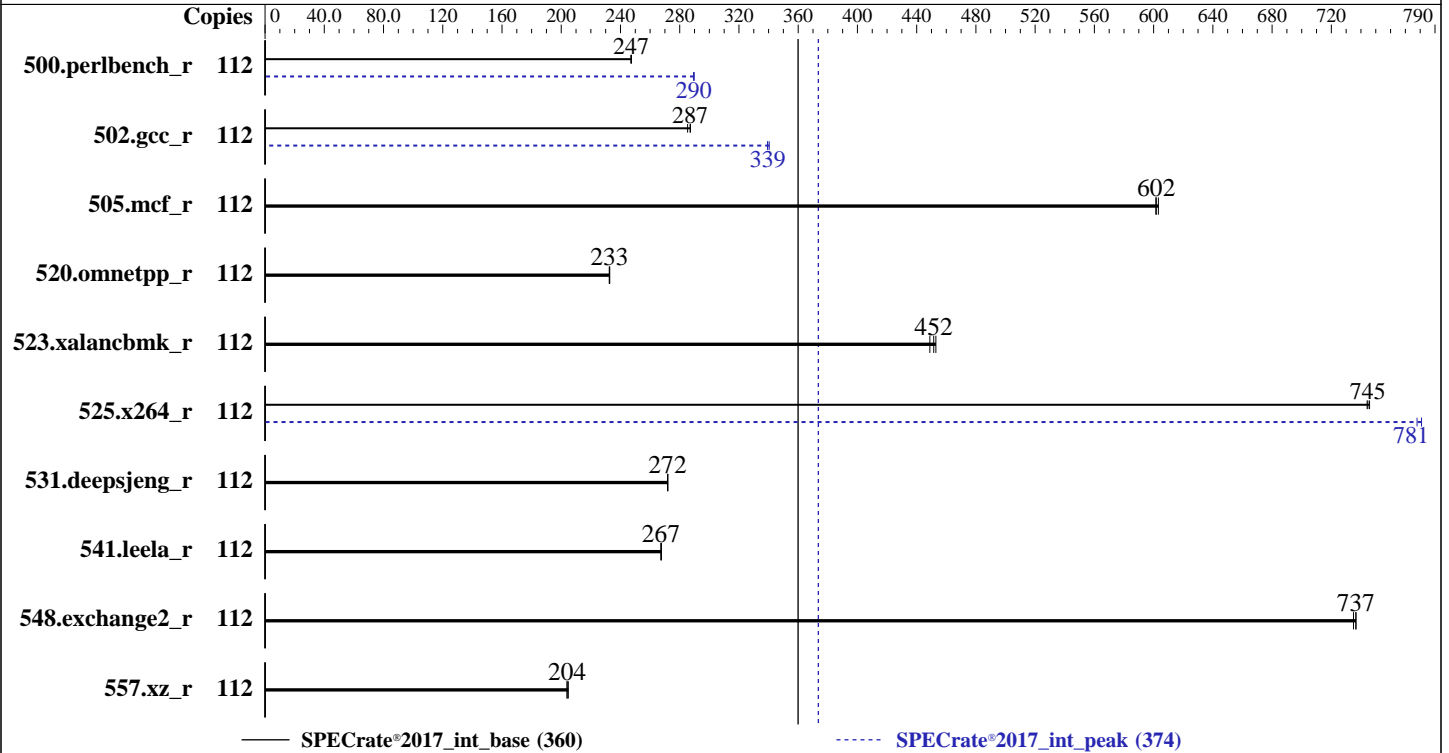 Copies 0 40.0 80.0 120 160 200 240 280 320 360 400 440 480 520 560 600 640 680 720 790
247
500.perlbench_r 112
290
287
502.gcc_r 112
339
602
505.mcf_r 112
233
520.omnetpp_r 112
452
523.xalancbmk_r 112
745
525.x264_r 112
781
272
531.deepsjeng_r 112
267
541.leela_r 112
737
548.exchange2_r 112
204
557.xz_r 112
SPECrate®2017_int_base (360) SPECrate®2017_int_peak (374)